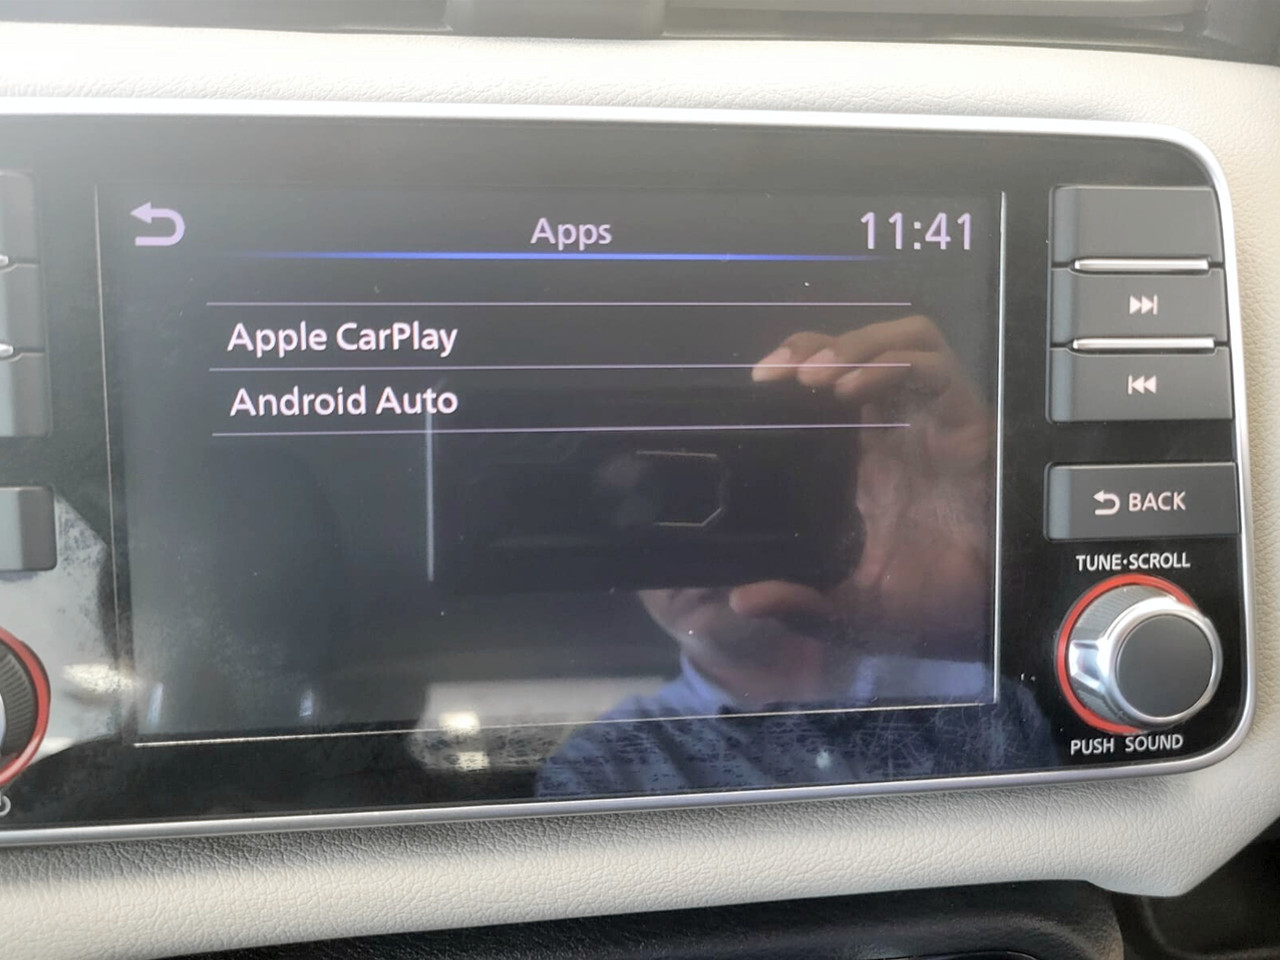 Apps
11:41
Apple CarPlay
Android Auto
BACK
TUNE·SCROLL
PUSH SOUND